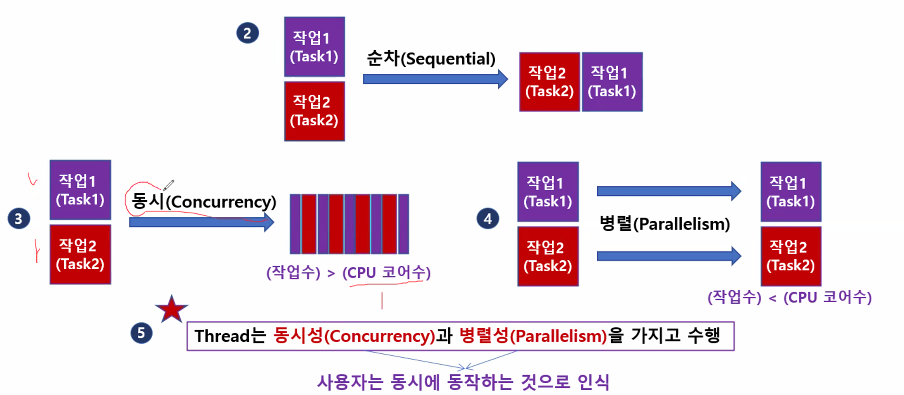 2
작업1
(Task1)
작업2
(Task2)
순차(Sequential)
작업2
(Task2)
작업1
(Task1)
3
작업1
(Task1)
작업2
(Task2)
동시(Concurrency)
(작업수) > (CPU 코어수)
4
작업1
(Task1)
작업2
(Task2)
병렬(Parallelism)
작업1
(Task1)
작업2
(Task2)
(작업수) < (CPU 코어수)
5
Thread는 동시성(Concurrency)과 병렬성(Parallelism)을 가지고 수행
사용자는 동시에 동작하는 것으로 인식